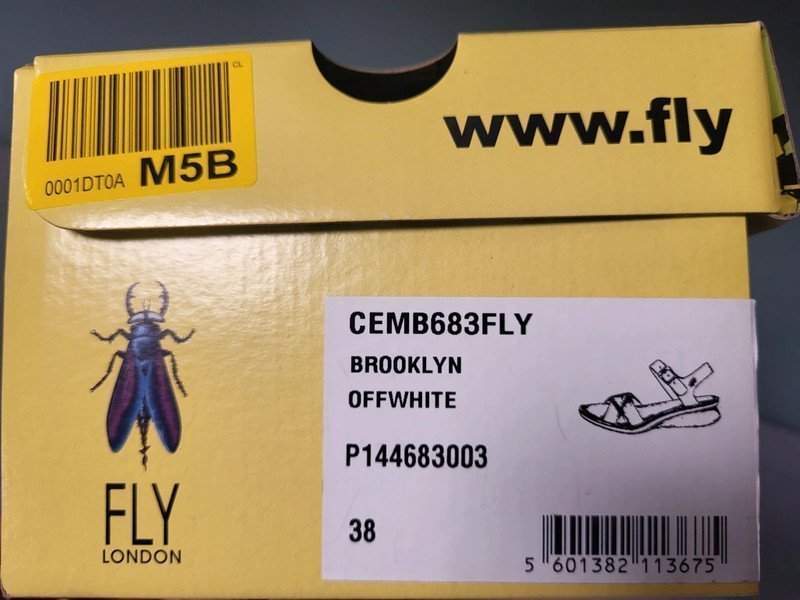 CL
0001DT0A M5B
www.fly
CEMB683FLY
BROOKLYN
OFFWHITE
P144683003
38
5 601382 113675
FLY
LONDON